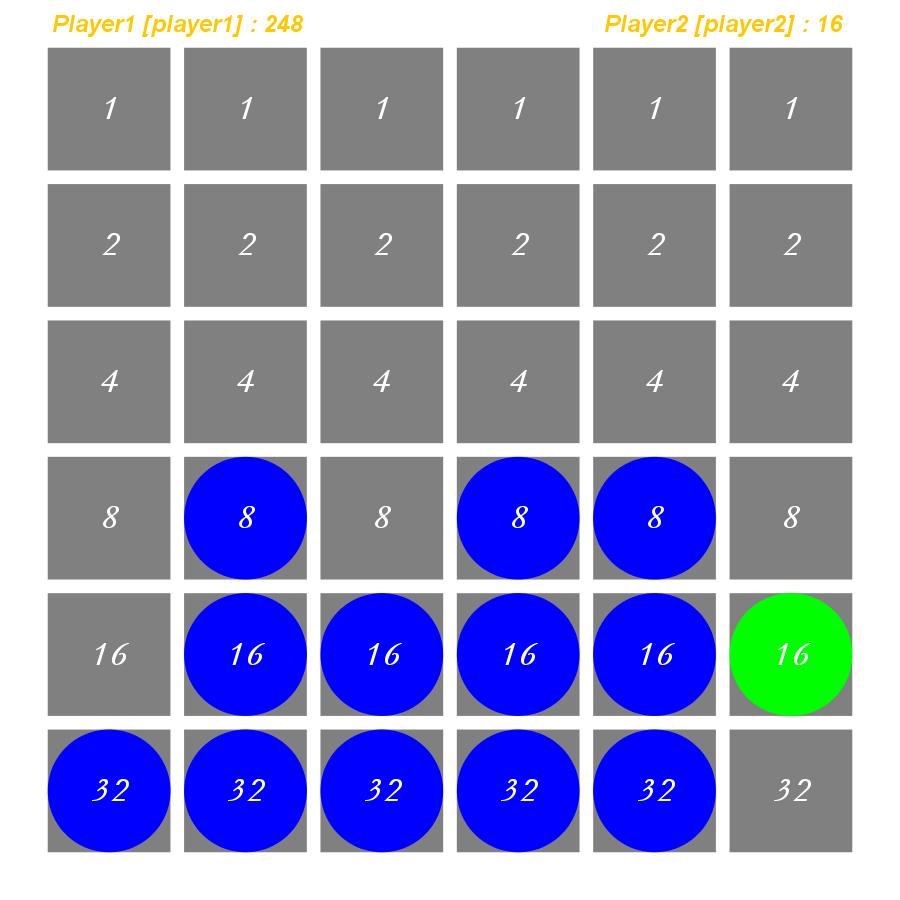 Player1 [player1] : 248 Player2 [player2] : 16
1 1 1 1 1 1
2 2 2 2 2 2
4 4 4 4 4 4
8 8 8 8 8 8
16 16 16 16 16 16
32 32 32 32 32 32